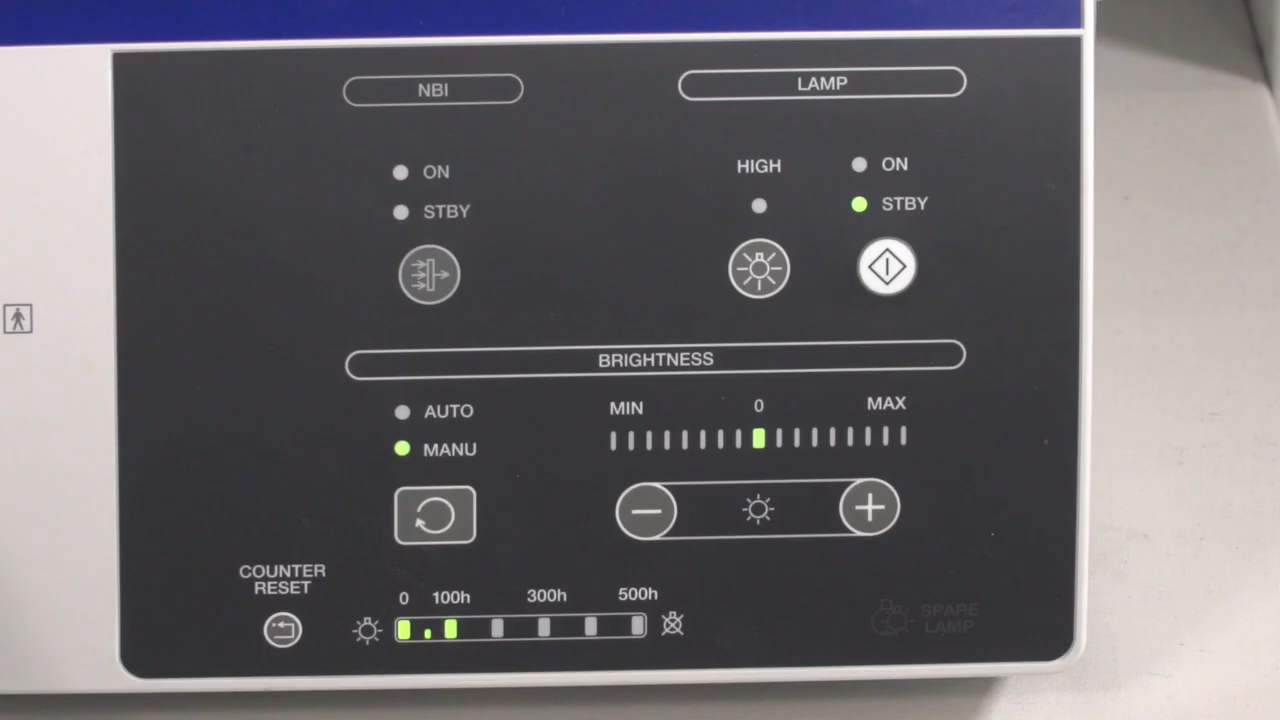 NBI
LAMP
ON
STBY
HIGH
ON
STBY
BRIGHTNESS
AUTO
MANU
MIN 0 MAX
COUNTER
RESET
0 100h 300h 500h
SPARE
LAMP